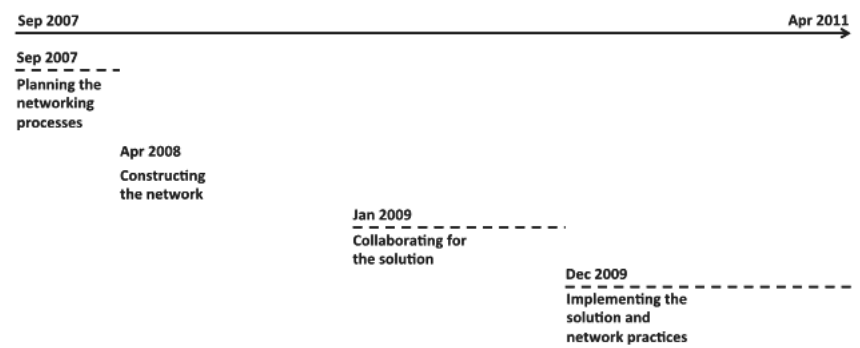 Sep 2007
Apr 2011
Sep 2007
Planning the
networking
processes
Apr 2008
Constructing
the network
Jan 2009
Collaborating for
the solution
Dec 2009
Implementing the
solution and
network practices